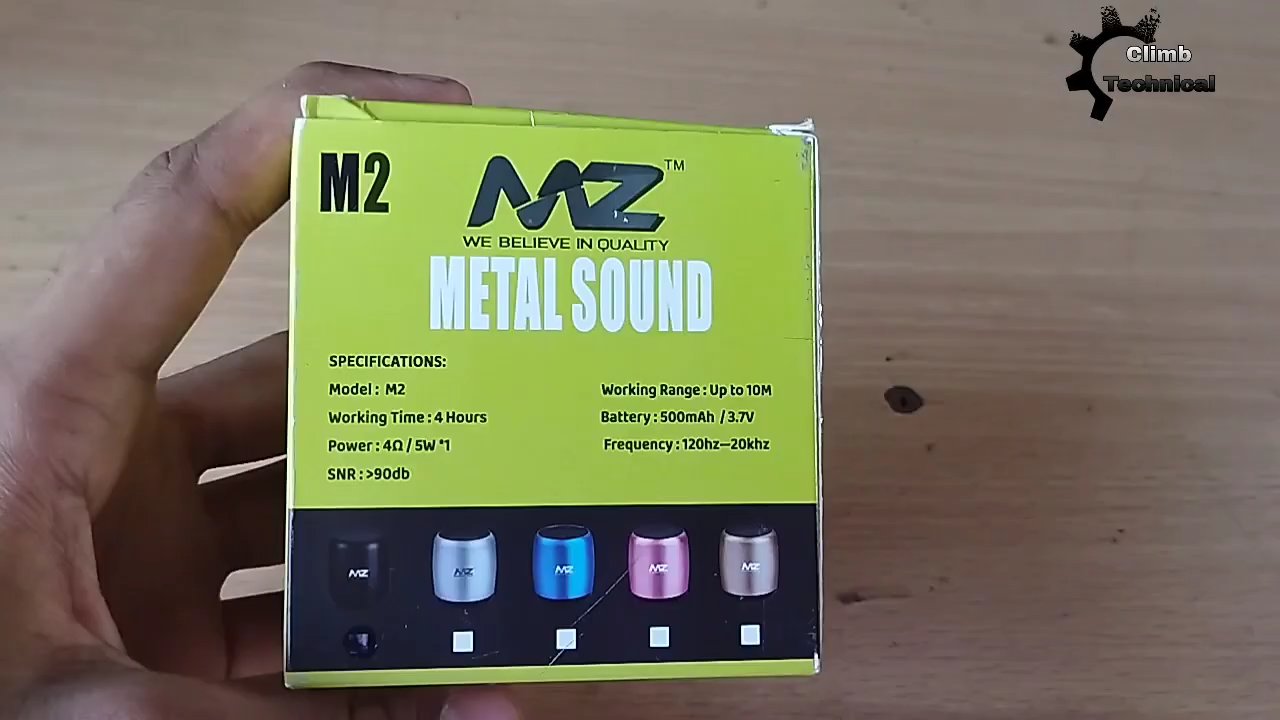 Climb
Technical
M2
MZ TM
WE BELIEVE IN QUALITY
METAL SOUND
SPECIFICATIONS:
Model : M2
Working Time : 4 Hours
Power : 4Ω / 5W *1
SNR : >90db
Working Range : Up to 10M
Battery : 500mAh / 3.7V
Frequency : 120hz—20khz
MZ
MZ
MZ
MZ
MZ